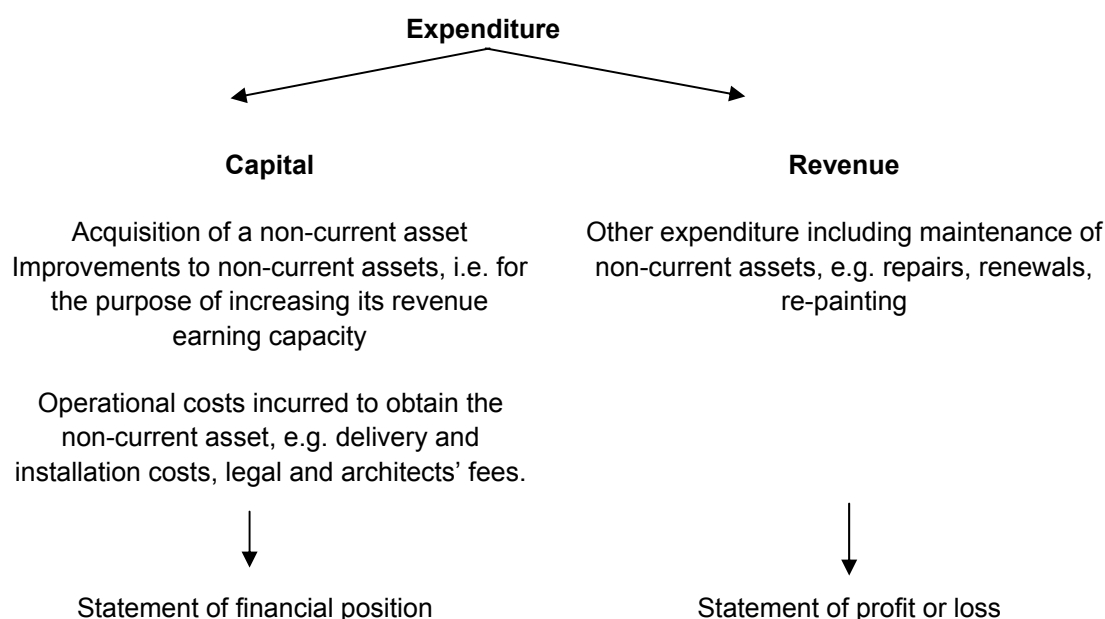 Expenditure
Capital
Acquisition of a non-current asset
Improvements to non-current assets, i.e. for
the purpose of increasing its revenue
earning capacity
Operational costs incurred to obtain the
non-current asset, e.g. delivery and
installation costs, legal and architects’ fees.
Statement of financial position
Revenue
Other expenditure including maintenance of
non-current assets, e.g. repairs, renewals,
re-painting
Statement of profit or loss